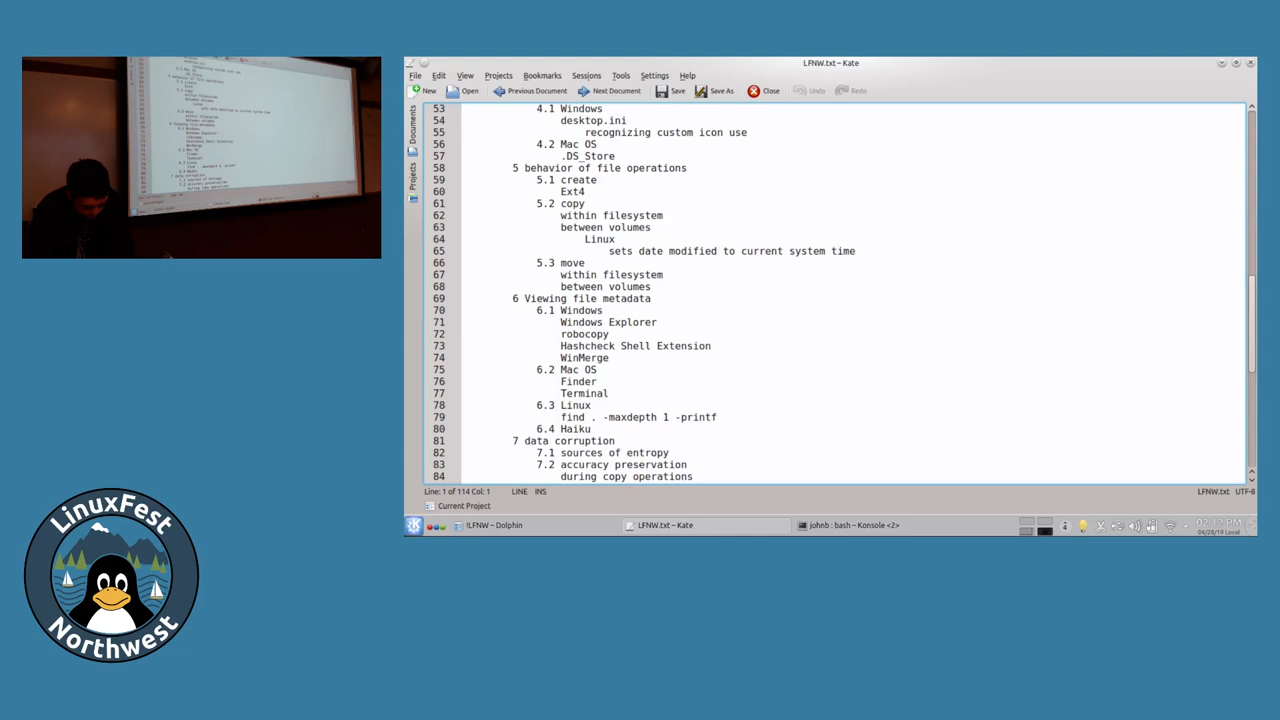 LFNW.txt – Kate
File Edit View Projects Bookmarks Sessions Tools Settings Help
New Open Previous Document Next Document Save Save As Close Undo Redo
Documents
Projects
53 4.1 Windows
54 desktop.ini
55 recognizing custom icon use
56 4.2 Mac OS
57 .DS_Store
58 5 behavior of file operations
59 5.1 create
60 Ext4
61 5.2 copy
62 within filesystem
63 between volumes
64 Linux
65 sets date modified to current system time
66 5.3 move
67 within filesystem
68 between volumes
69 6 Viewing file metadata
70 6.1 Windows
71 Windows Explorer
72 robocopy
73 Hashcheck Shell Extension
74 WinMerge
75 6.2 Mac OS
76 Finder
77 Terminal
78 6.3 Linux
79 find . -maxdepth 1 -printf
80 6.4 Haiku
81 7 data corruption
82 7.1 sources of entropy
83 7.2 accuracy preservation
84 during copy operations
Line: 1 of 114 Col: 1 LINE INS LFNW.txt UTF-8
Current Project
!LFNW – Dolphin LFNW.txt – Kate johnb : bash – Konsole <2> 4 02:12 PM
04/28/19 Local
LinuxFest
Northwest